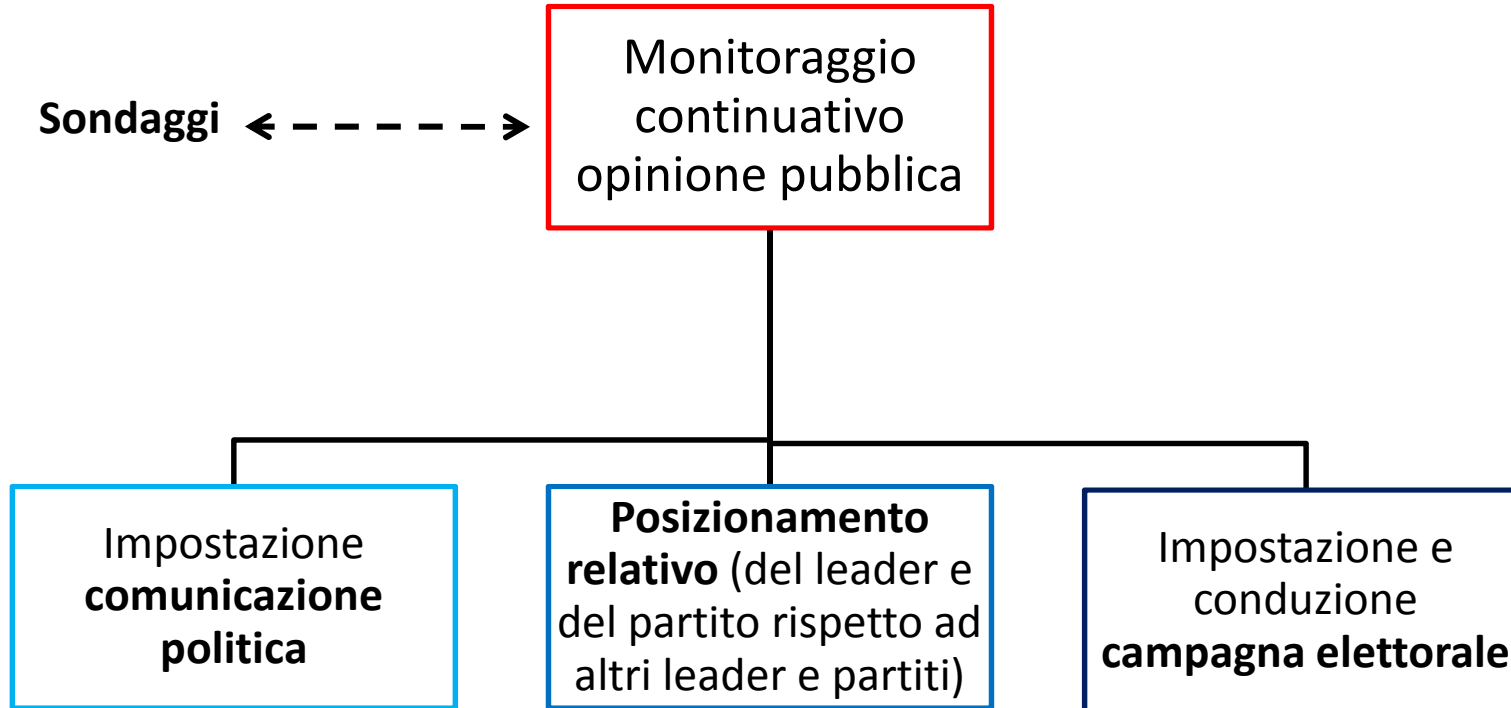 Monitoraggio
continuativo
opinione pubblica
Sondaggi
Impostazione
comunicazione
politica
Posizionamento
relativo (del leader e
del partito rispetto ad
altri leader e partiti)
Impostazione e
conduzione
campagna elettorale